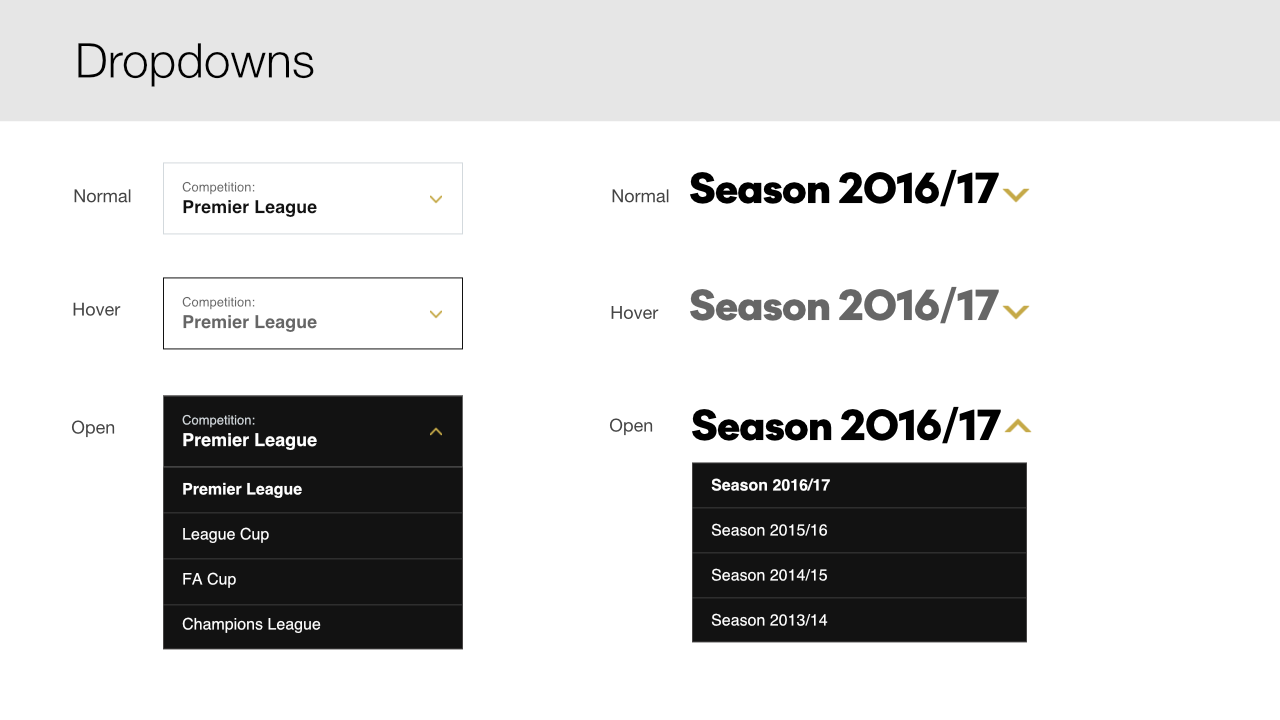 Dropdowns
Normal
Competition:
Premier League
Hover
Competition:
Premier League
Open
Competition:
Premier League
Premier League
League Cup
FA Cup
Champions League
Normal
Season 2016/17
Hover
Season 2016/17
Open
Season 2016/17
Season 2016/17
Season 2015/16
Season 2014/15
Season 2013/14